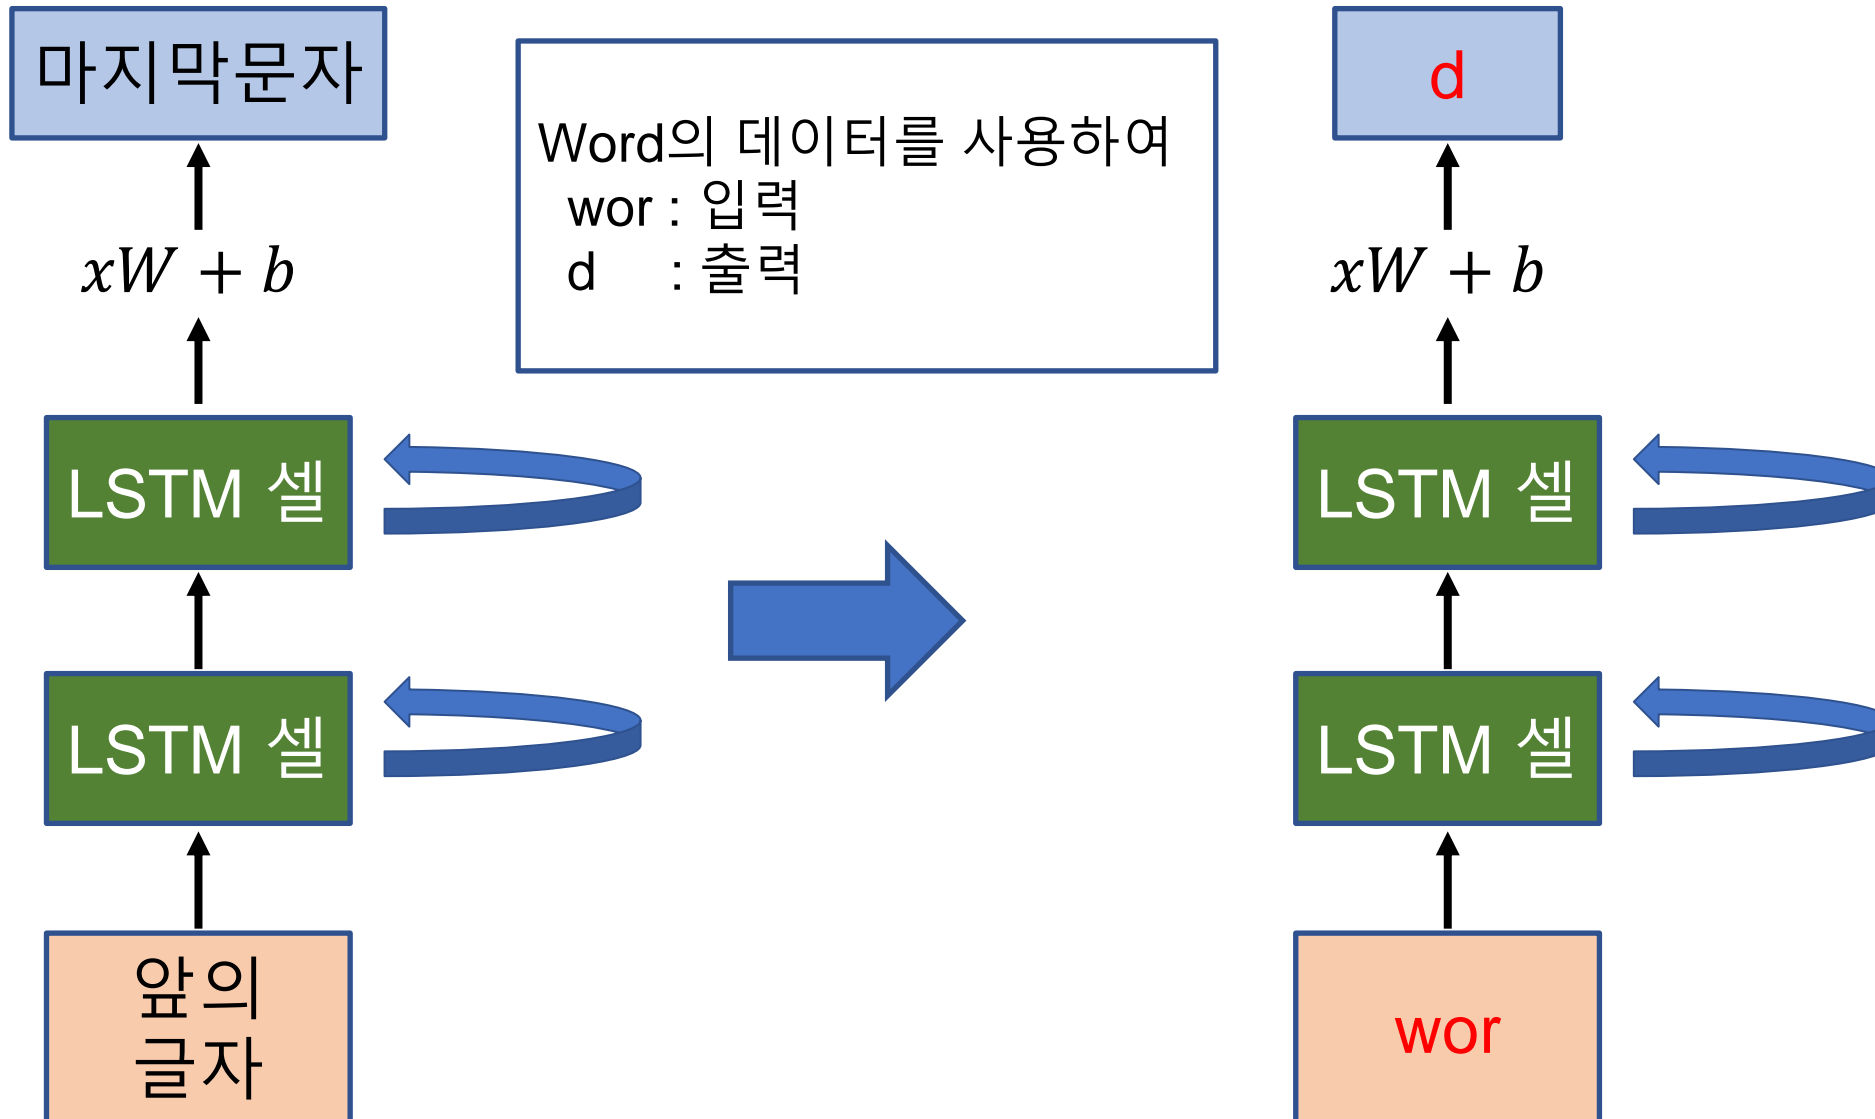 마지막문자
xW + b
LSTM 셀
LSTM 셀
앞의
글자
Word의 데이터를 사용하여
wor : 입력
d : 출력
d
xW + b
LSTM 셀
LSTM 셀
wor